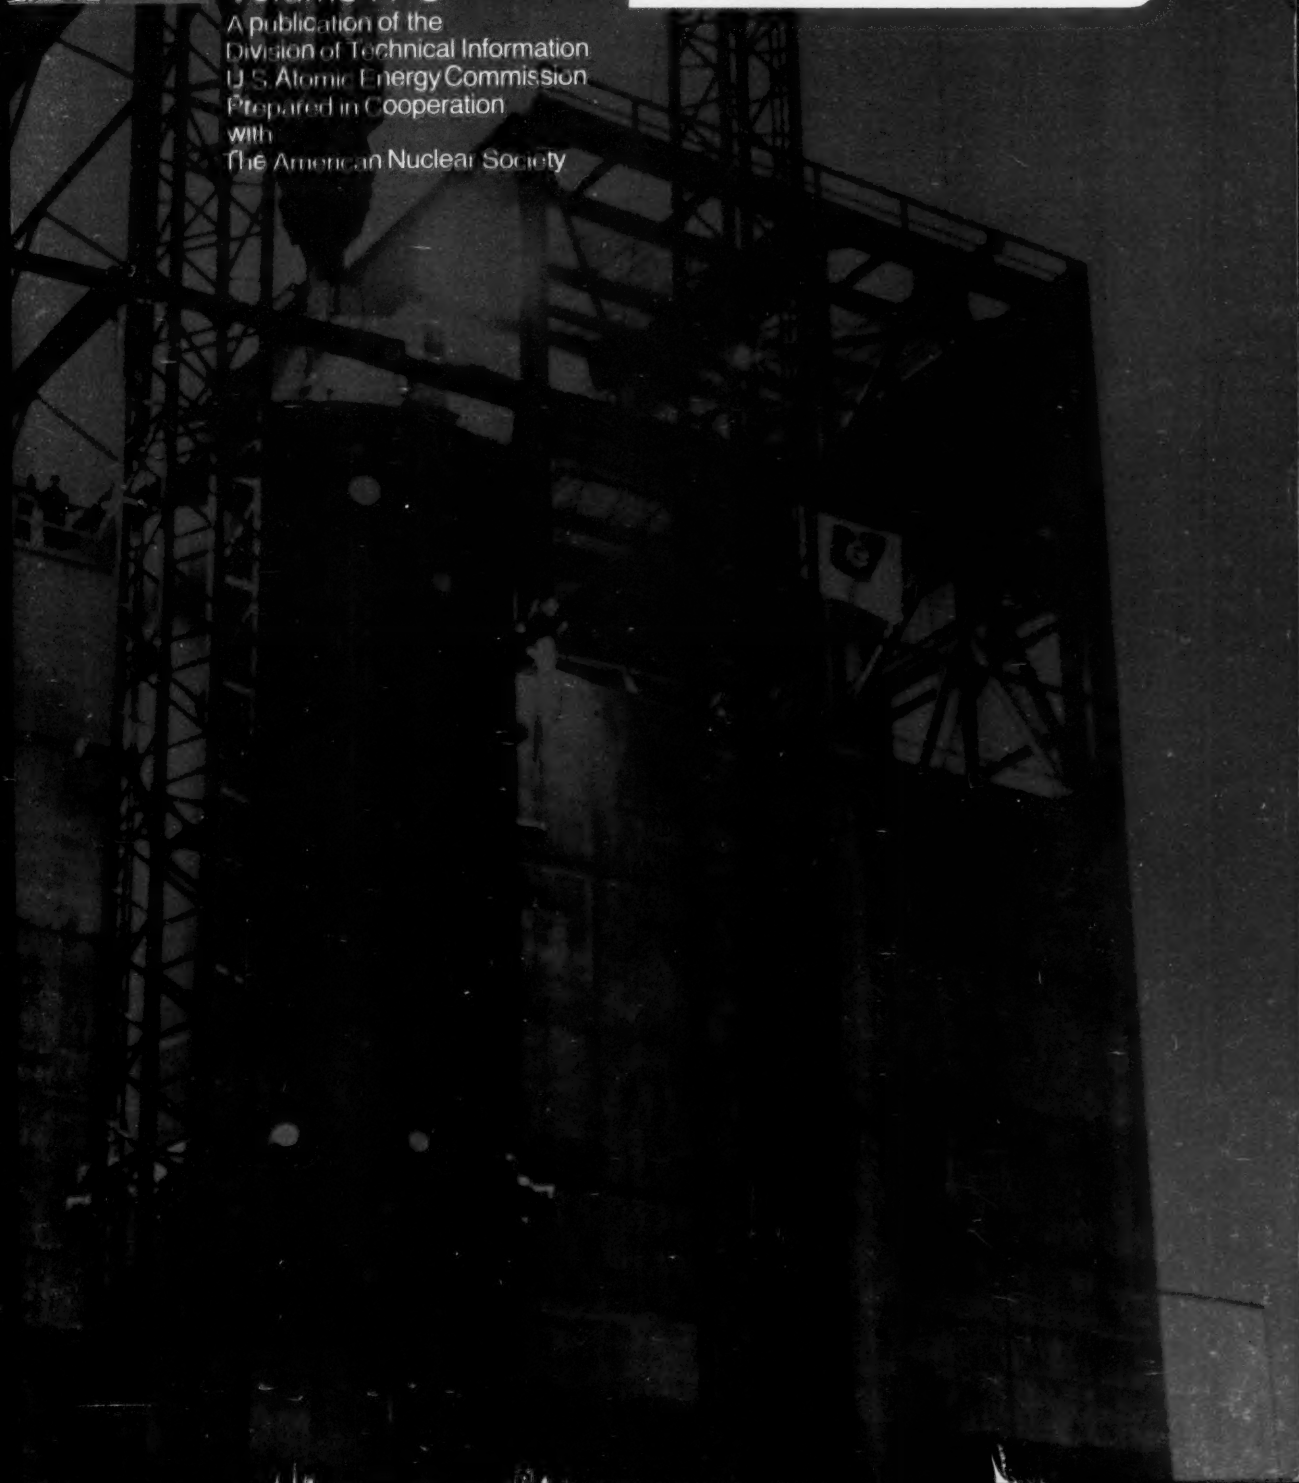 A publication of the
Division of Technical Information
U.S. Atomic Energy Commission
Prepared in Cooperation
with
The American Nuclear Society